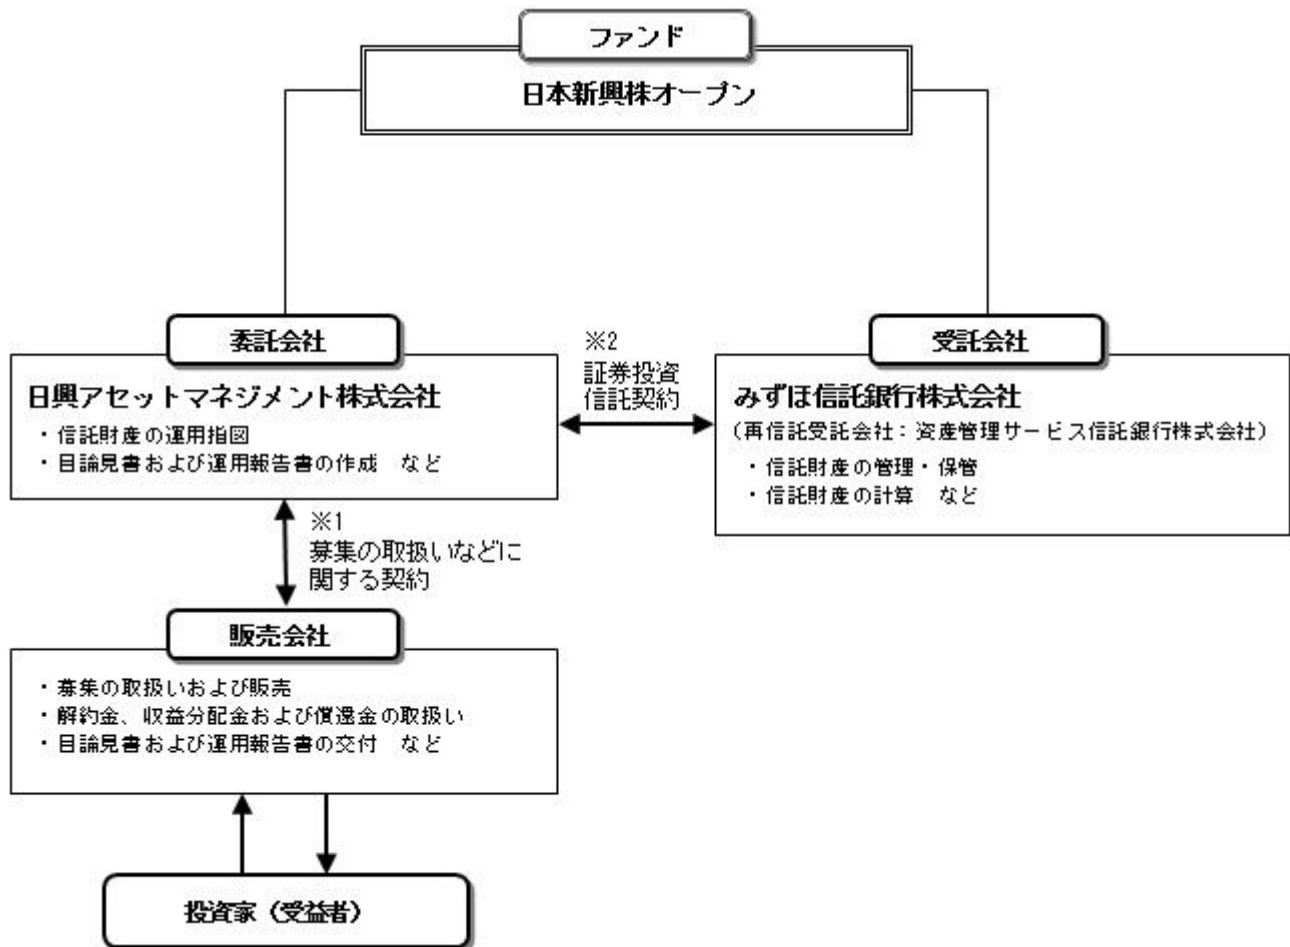 ファンド
日本新興株オープン
委託会社
日興アセットマネジメント株式会社
・信託財産の運用指図
・目論見書および運用報告書の作成　など
※2
証券投資
信託契約
受託会社
みずほ信託銀行株式会社
（再信託受託会社：資産管理サービス信託銀行株式会社）
・信託財産の管理・保管
・信託財産の計算　など
※1
募集の取扱いなどに
関する契約
販売会社
・募集の取扱いおよび販売
・解約金、収益分配金および償還金の取扱い
・目論見書および運用報告書の交付　など
投資家（受益者）